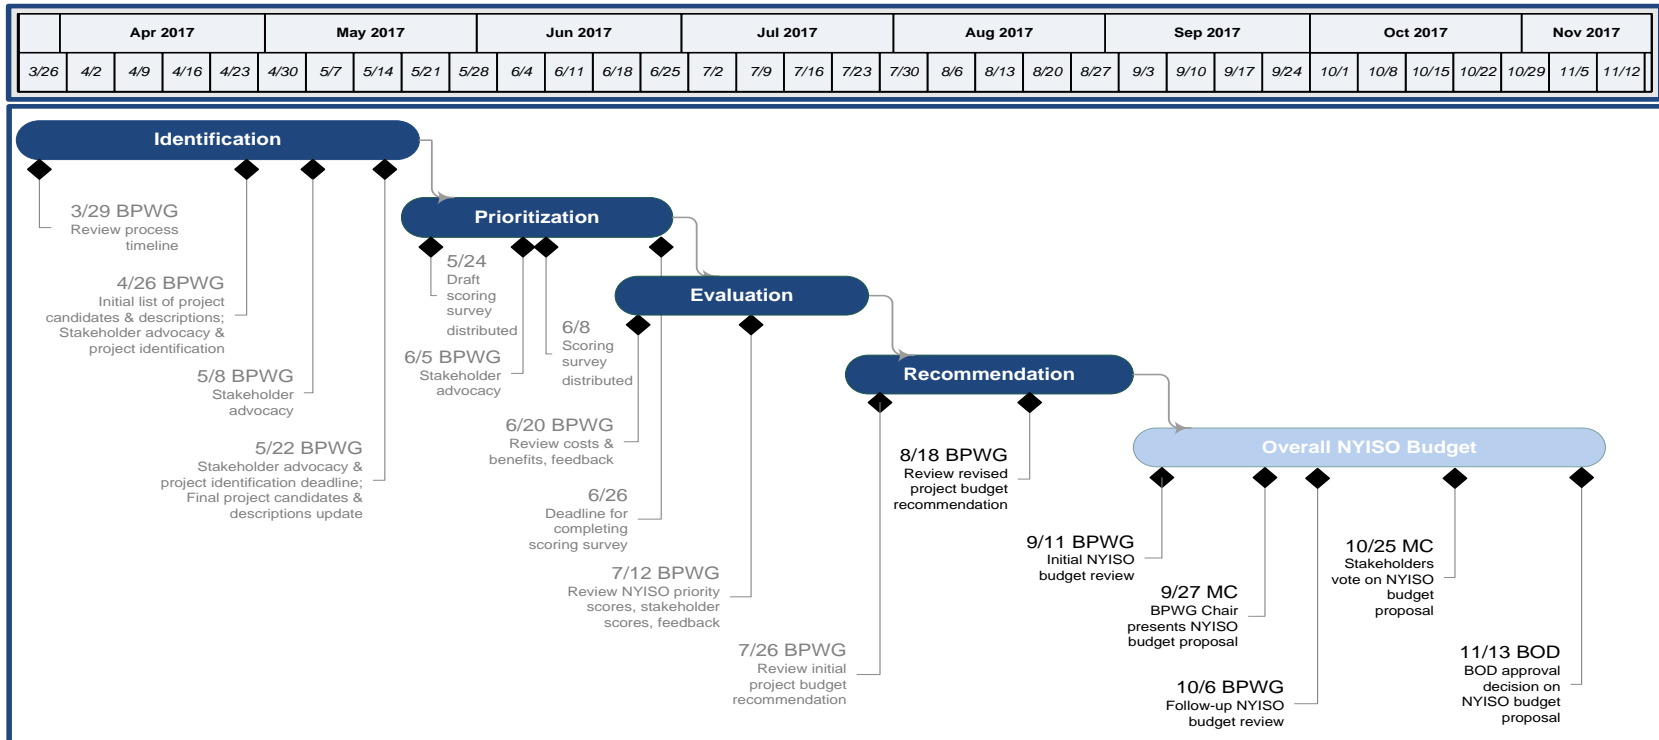 Apr 2017 May 2017 Jun 2017 Jul 2017 Aug 2017 Sep 2017 Oct 2017 Nov 2017
3/26 4/2 4/9 4/16 4/23 4/30 5/7 5/14 5/21 5/28 6/4 6/11 6/18 6/25 7/2 7/9 7/16 7/23 7/30 8/6 8/13 8/20 8/27 9/3 9/10 9/17 9/24 10/1 10/8 10/15 10/22 10/29 11/5 11/12
Identification
3/29 BPWG
Review process
timeline
4/26 BPWG
Initial list of project
candidates & descriptions;
Stakeholder advocacy &
project identification
5/8 BPWG
Stakeholder
advocacy
5/22 BPWG
Stakeholder advocacy &
project identification deadline;
Final project candidates &
descriptions update
Prioritization
5/24
Draft
scoring
survey
distributed
6/5 BPWG
Stakeholder
advocacy
6/8
Scoring
survey
distributed
6/26
Deadline for
completing
scoring survey
Evaluation
6/20 BPWG
Review costs &
benefits, feedback
7/12 BPWG
Review NYISO priority
scores, stakeholder
scores, feedback
Recommendation
7/26 BPWG
Review initial
project budget
recommendation
8/18 BPWG
Review revised
project budget
recommendation
Overall NYISO Budget
9/11 BPWG
Initial NYISO
budget review
9/27 MC
BPWG Chair
presents NYISO
budget proposal
10/6 BPWG
Follow-up NYISO
budget review
10/25 MC
Stakeholders
vote on NYISO
budget
proposal
11/13 BOD
BOD approval
decision on
NYISO budget
proposal